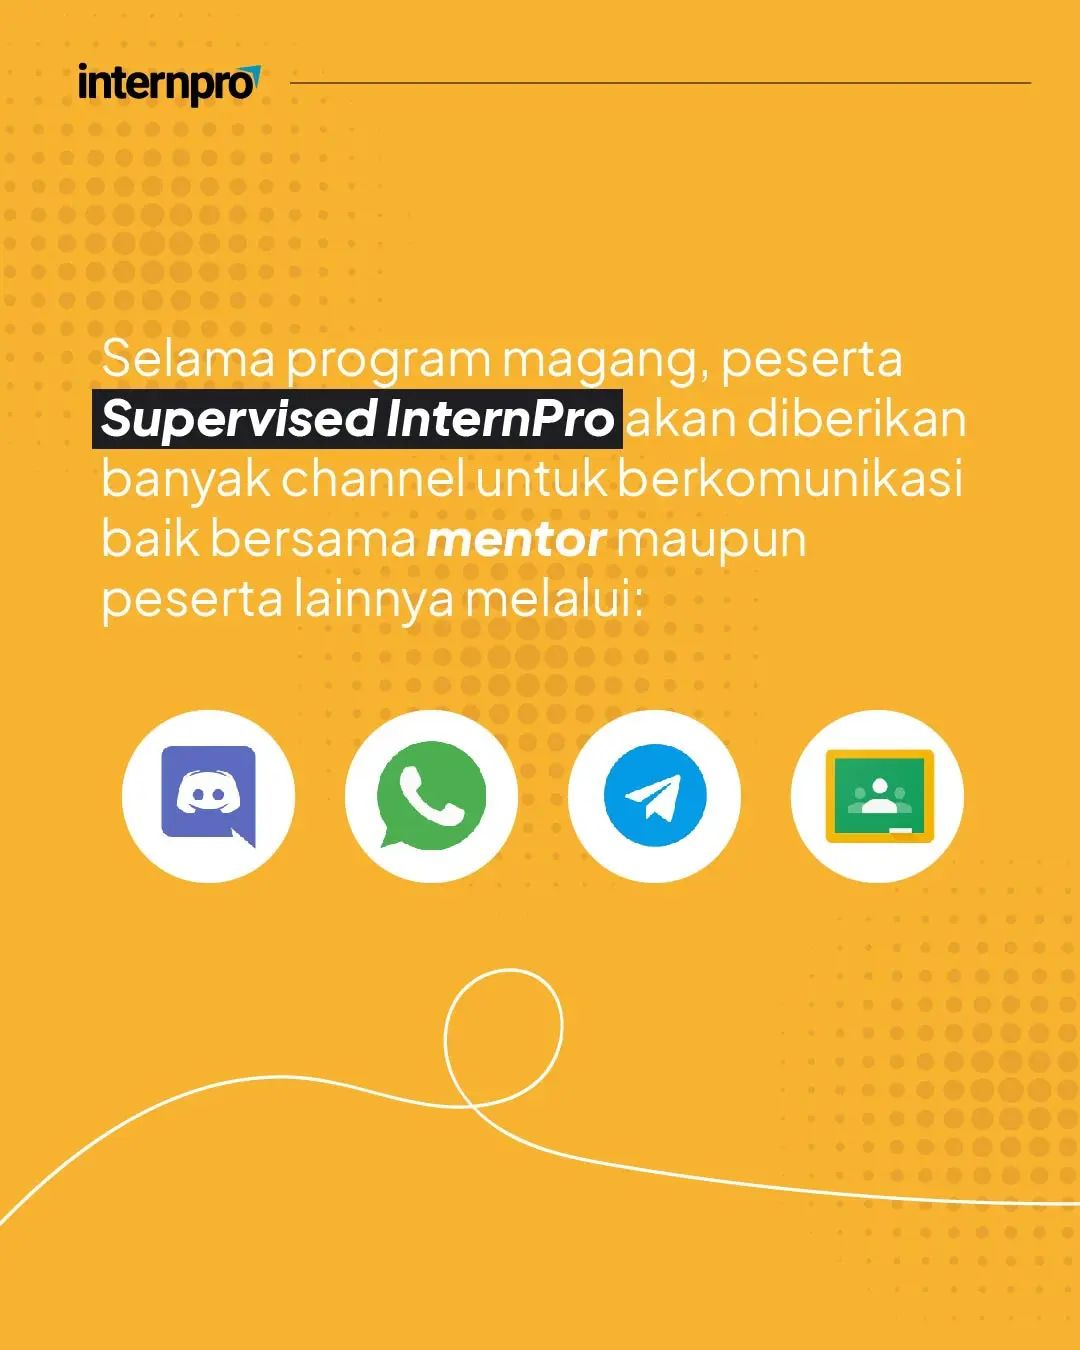 internpro
Selama program magang, peserta
Supervised InternPro akan diberikan
banyak channel untuk berkomunikasi
baik bersama mentor maupun
peserta lainnya melalui: